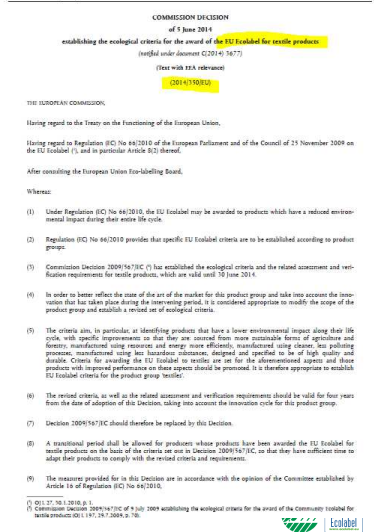 COMMISSION DECISION
of 5 June 2014
establishing the ecological criteria for the award of the EU Ecolabel for textile products
(notified under document C(2014) 3677)
(Text with EEA relevance)
(2014/350/EU)
THE EUROPEAN COMMISSION,
Having regard to the Treaty on the Functioning of the European Union,
Having regard to Regulation (EC) No 66/2010 of the European Parliament and of the Council of 25 November 2009 on
the EU Ecolabel (¹), and in particular Article 8(2) thereof,
After consulting the European Union Eco-labelling Board,
Whereas:
(1) Under Regulation (EC) No 66/2010, the EU Ecolabel may be awarded to products which have a reduced environ-
mental impact during their entire life cycle.
(2) Regulation (EC) No 66/2010 provides that specific EU Ecolabel criteria are to be established according to product
groups.
(3) Commission Decision 2009/567/EC (²) has established the ecological criteria and the related assessment and veri-
fication requirements for textile products, which are valid until 30 June 2014.
(4) In order to better reflect the state of the art of the market for this product group and take into account the inno-
vation that has taken place during the intervening period, it is considered appropriate to modify the scope of the
product group and establish a revised set of ecological criteria.
(5) The criteria aim, in particular, at identifying products that have a lower environmental impact along their life
cycle, with specific improvements so that they are: sourced from more sustainable forms of agriculture and
forestry, manufactured using resources and energy more efficiently, manufactured using cleaner, less polluting
processes, manufactured using less hazardous substances, designed and specified to be of high quality and
durable. Criteria for awarding the EU Ecolabel to textiles are set for the aforementioned aspects and those
products with improved performance on these aspects should be promoted. It is therefore appropriate to establish
EU Ecolabel criteria for the product group 'textiles'.
(6) The revised criteria, as well as the related assessment and verification requirements should be valid for four years
from the date of adoption of this Decision, taking into account the innovation cycle for this product group.
(7) Decision 2009/567/EC should therefore be replaced by this Decision.
(8) A transitional period shall be allowed for producers whose products have been awarded the EU Ecolabel for
textile products on the basis of the criteria set out in Decision 2009/567/EC, so that they have sufficient time to
adapt their products to comply with the revised criteria and requirements.
(9) The measures provided for in this Decision are in accordance with the opinion of the Committee established by
Article 16 of Regulation (EC) No 66/2010,
(¹) OJ L 27, 30.1.2010, p. 1.
(²) Commission Decision 2009/567/EC of 9 July 2009 establishing the ecological criteria for the award of the Community Ecolabel for
textile products (OJ L 197, 29.7.2009, p. 70).
Ecolabel